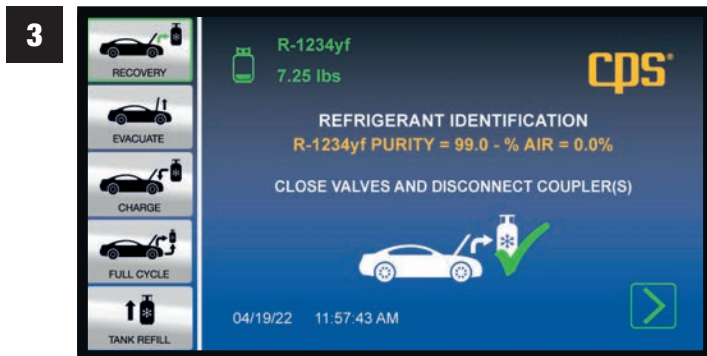 3
RECOVERY
EVACUATE
CHARGE
FULL CYCLE
TANK REFILL
R-1234yf
7.25 lbs
cps®
REFRIGERANT IDENTIFICATION
R-1234yf PURITY = 99.0 - % AIR = 0.0%
CLOSE VALVES AND DISCONNECT COUPLER(S)
04/19/22 11:57:43 AM